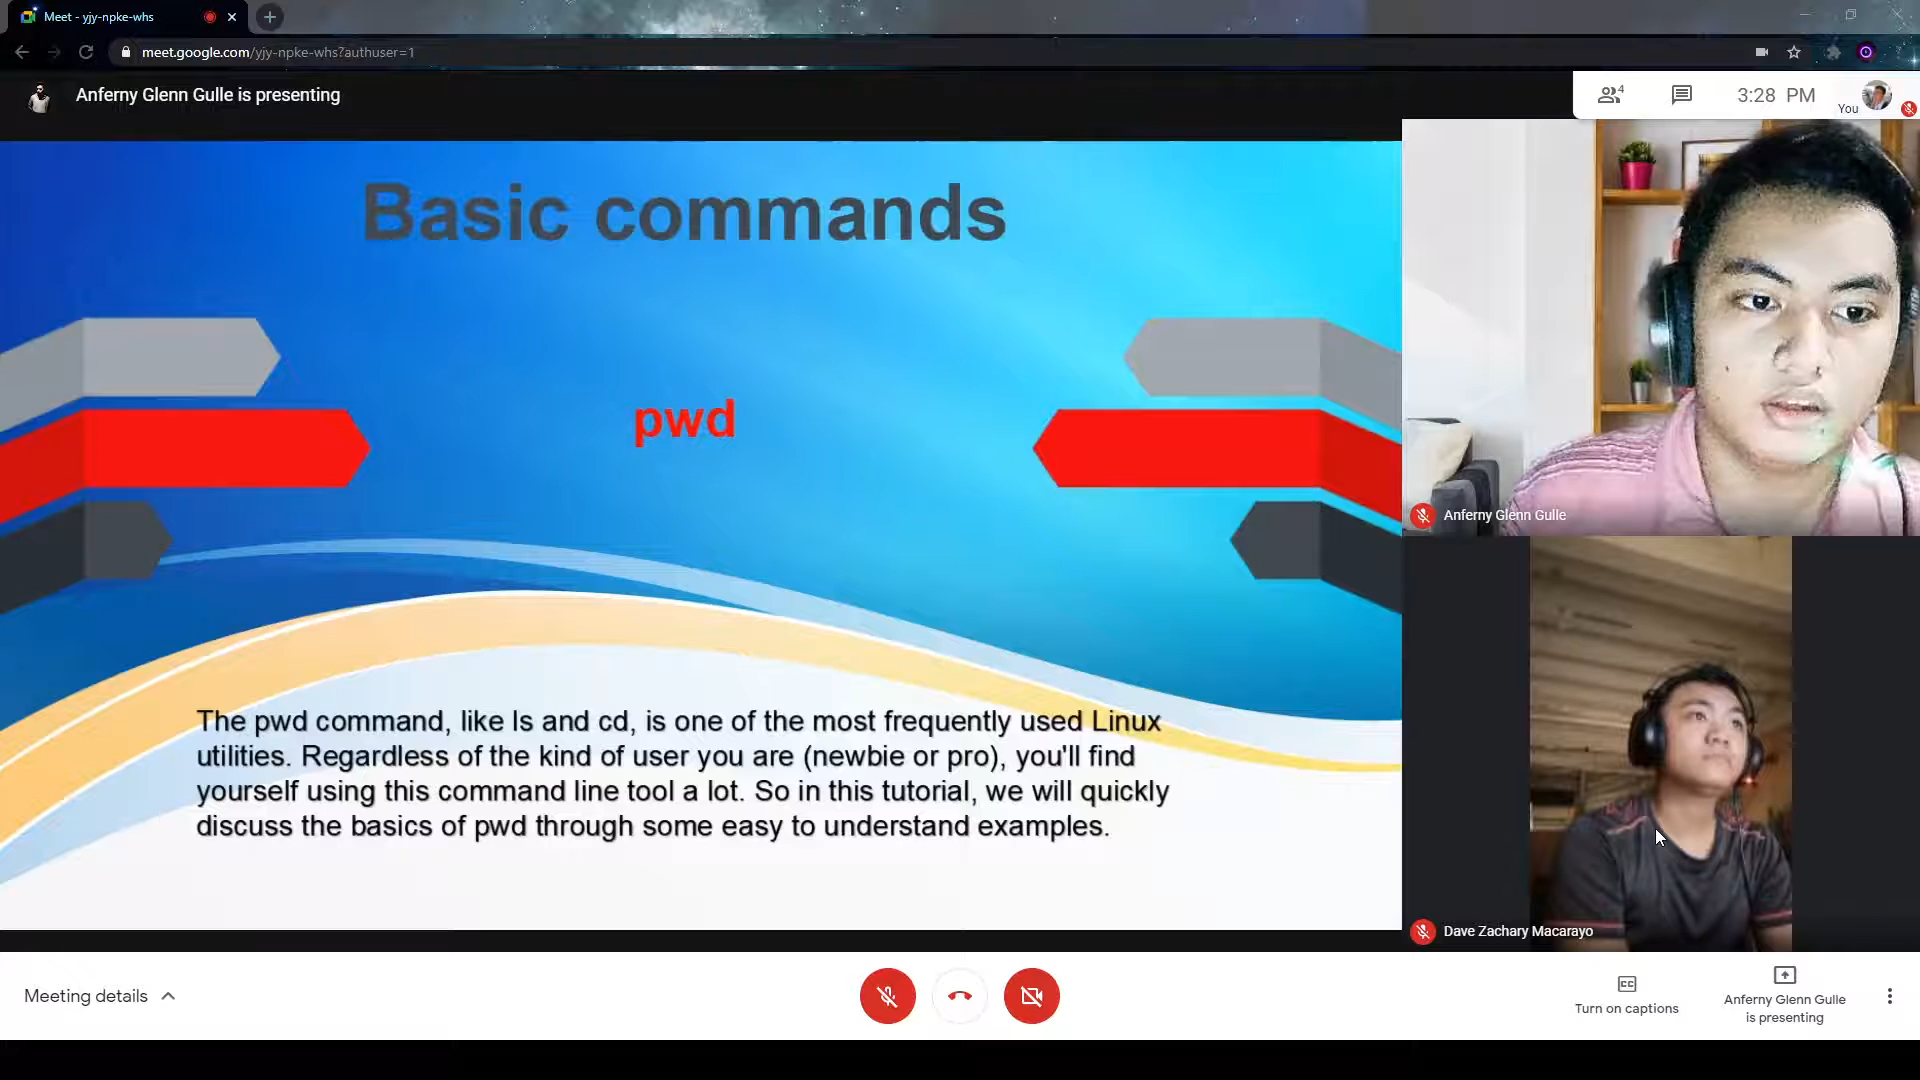 Meet - yjy-npke-whs
meet.google.com/yjy-npke-whs?authuser=1
Anferny Glenn Gulle is presenting
4
3:28 PM
You
Basic commands
pwd
The pwd command, like ls and cd, is one of the most frequently used Linux
utilities. Regardless of the kind of user you are (newbie or pro), you'll find
yourself using this command line tool a lot. So in this tutorial, we will quickly
discuss the basics of pwd through some easy to understand examples.
Anferny Glenn Gulle
Dave Zachary Macarayo
Meeting details
CC
Turn on captions
Anferny Glenn Gulle
is presenting